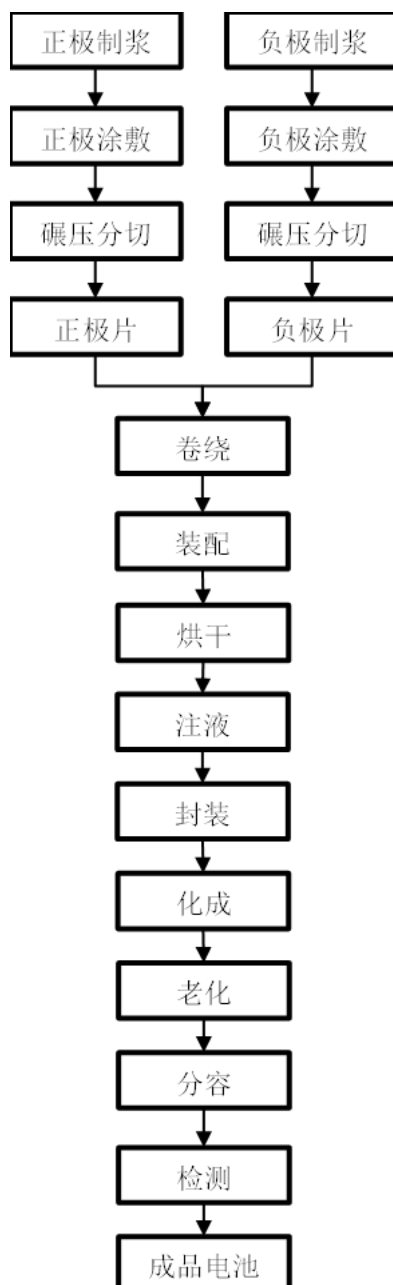 正极制浆
负极制浆
正极涂敷
负极涂敷
碾压分切
碾压分切
正极片
负极片
卷绕
装配
烘干
注液
封装
化成
老化
分容
检测
成品电池